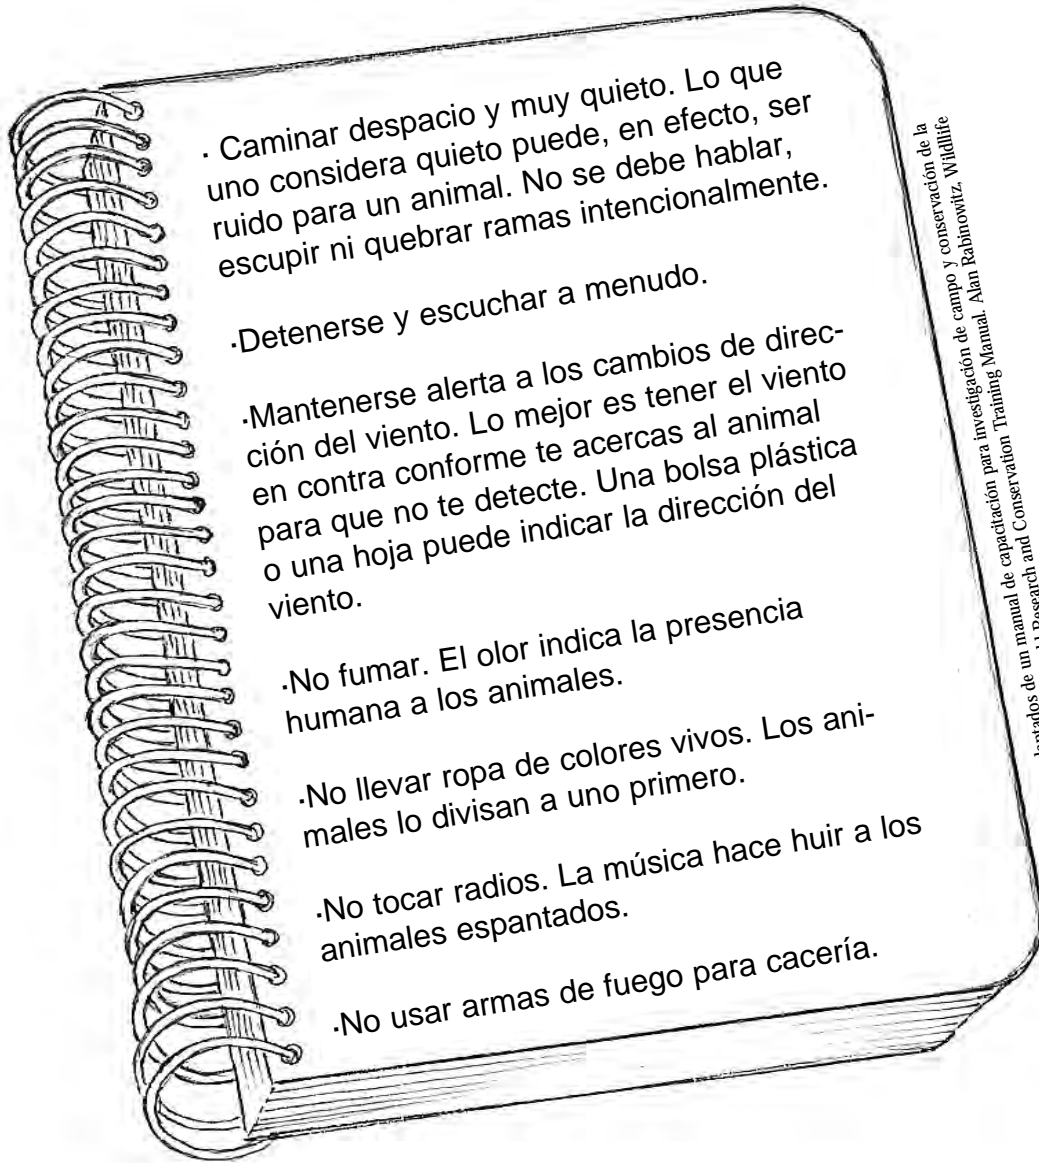 . Caminar despacio y muy quieto. Lo que
uno considera quieto puede, en efecto, ser
ruido para un animal. No se debe hablar,
escupir ni quebrar ramas intencionalmente.
.Detenerse y escuchar a menudo.
.Mantenerse alerta a los cambios de direc-
ción del viento. Lo mejor es tener el viento
en contra conforme te acercas al animal
para que no te detecte. Una bolsa plástica
o una hoja puede indicar la dirección del
viento.
.No fumar. El olor indica la presencia
humana a los animales.
.No llevar ropa de colores vivos. Los ani-
males lo divisan a uno primero.
.No tocar radios. La música hace huir a los
animales espantados.
.No usar armas de fuego para cacería.
de un manual de capacitación para investigación de campo y conservación de la
Research and Conservation Training Manual. Alan Rabinowitz. Wildlife